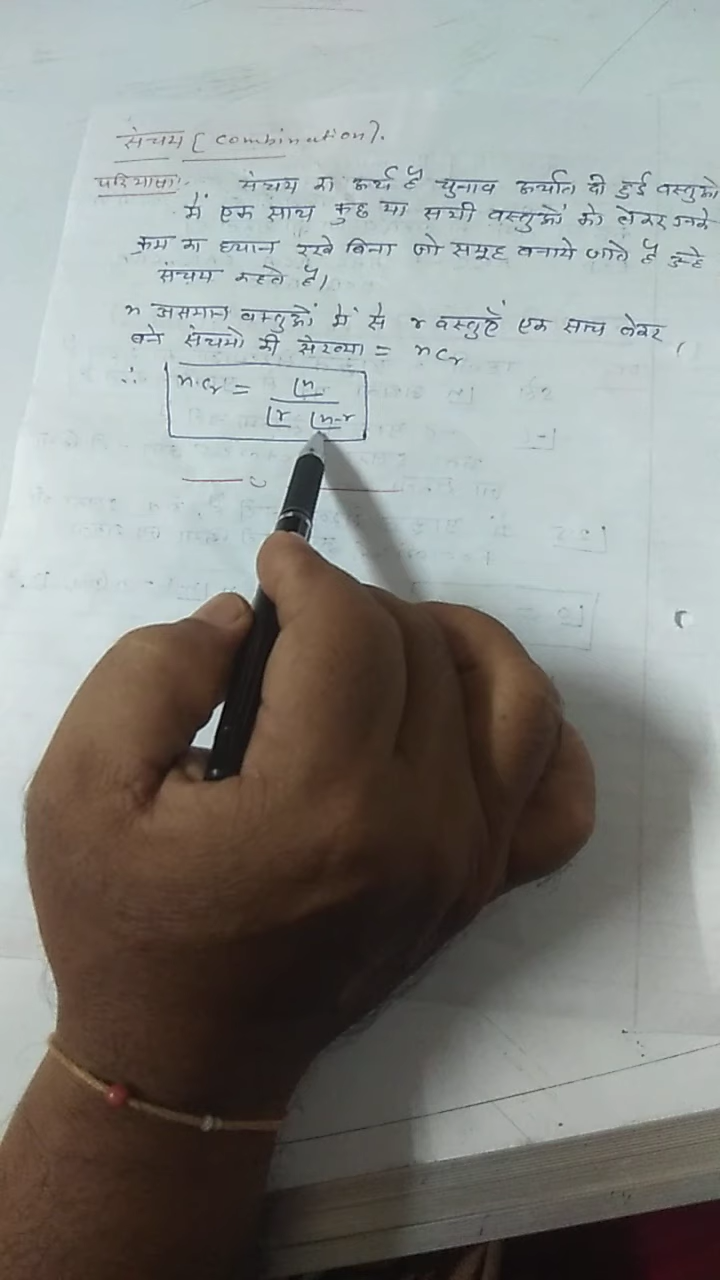 संचय [ combination ).
परिभाषा:- संचय का अर्थ है चुनाव अर्थात दी हुई वस्तुओ
में एक साथ कुछ या सभी वस्तुओं को लेकर उनके
क्रम का ध्यान रखे बिना जो समूह बनाये जाते है उन्हे
संचय कहते है।
n असमान वस्तुओं में से r वस्तुएँ एक साथ लेकर
बने संचयो की संख्या = nCr
∴ n.Cr = ⌊n / ⌊r ⌊n-r